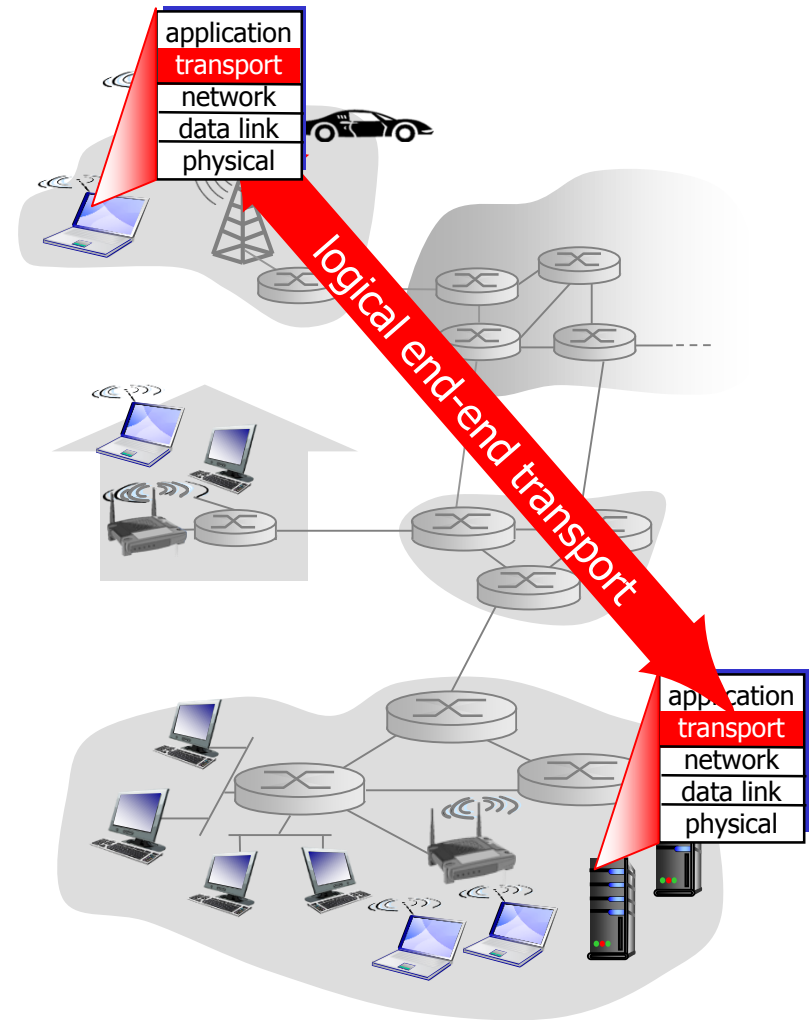 application
transport
network
data link
physical
logical end-end transport
application
transport
network
data link
physical